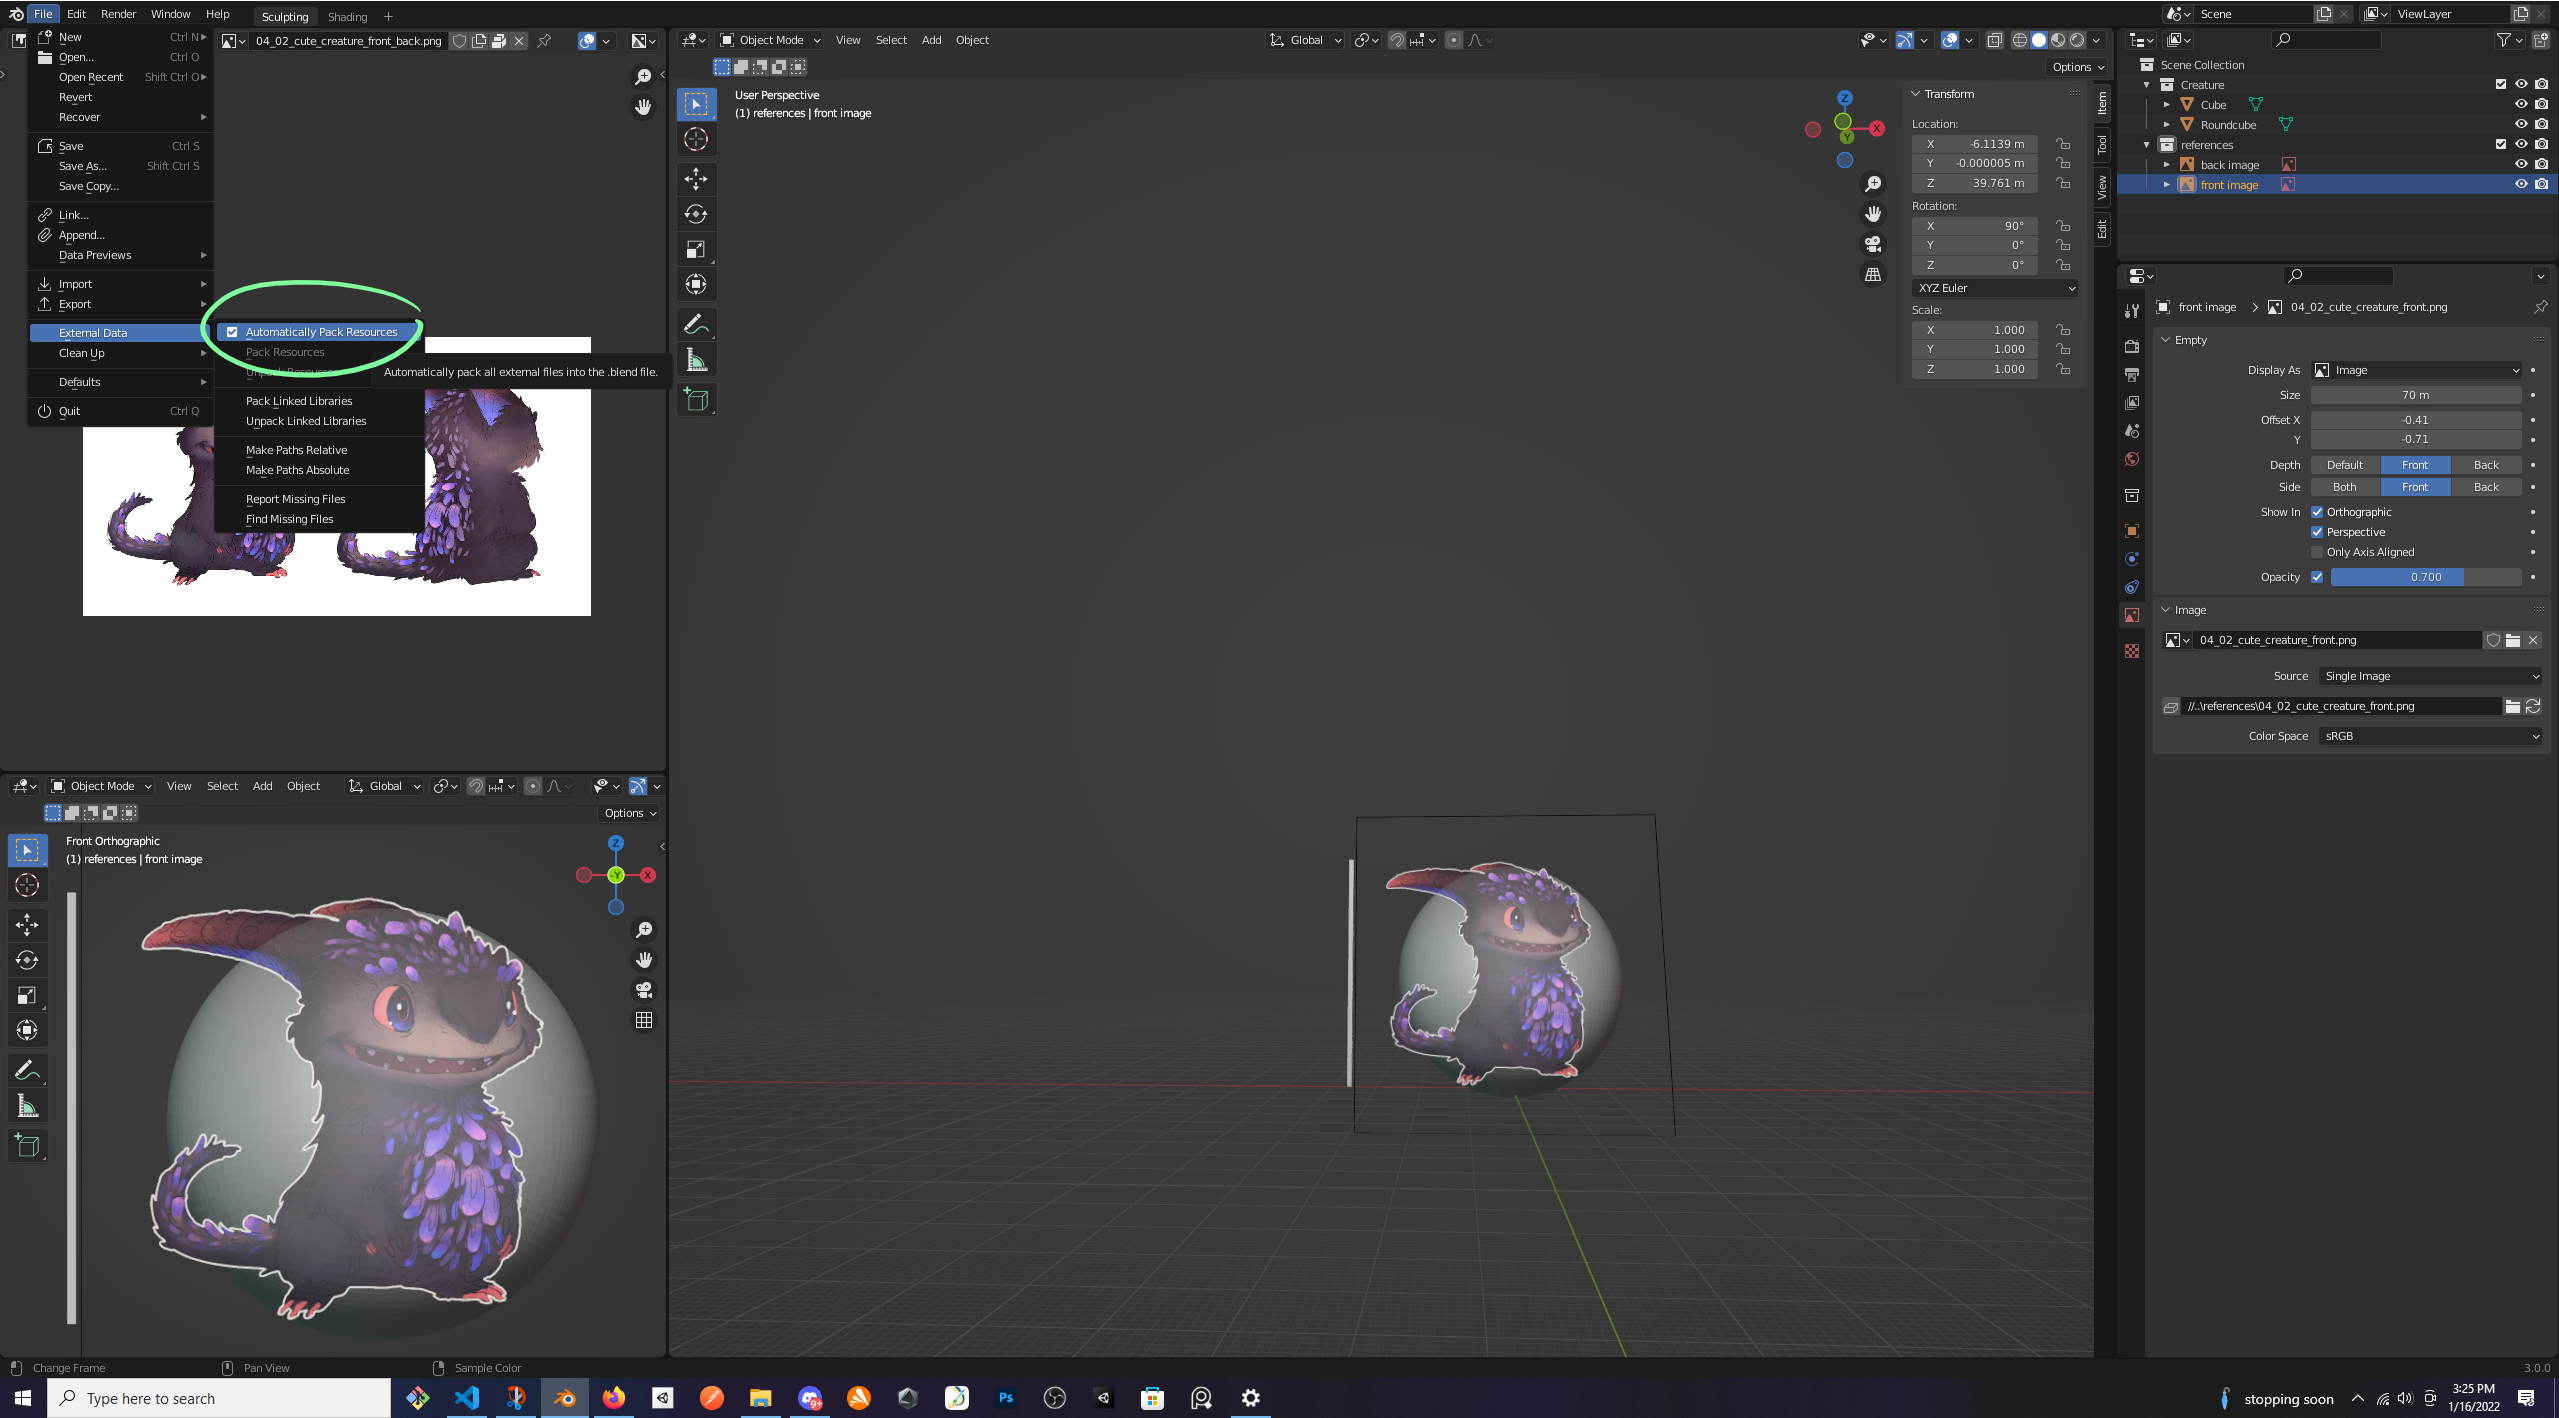 File Edit Render Window Help Sculpting Shading +
Scene ViewLayer
New Ctrl N
Open... Ctrl O
Open Recent Shift Ctrl O
Revert
Recover
Save Ctrl S
Save As... Shift Ctrl S
Save Copy...
Link...
Append...
Data Previews
Import
Export
External Data
Clean Up
Defaults
Quit Ctrl Q
04_02_cute_creature_front_back.png
Automatically Pack Resources
Pack Resources
Unpack Resources
Automatically pack all external files into the .blend file.
Pack Linked Libraries
Unpack Linked Libraries
Make Paths Relative
Make Paths Absolute
Report Missing Files
Find Missing Files
Object Mode View Select Add Object Global
Options
User Perspective
(1) references | front image
Z
X
Y
Transform
Location:
X -6.1139 m
Y -0.000005 m
Z 39.761 m
Rotation:
X 90°
Y 0°
Z 0°
XYZ Euler
Scale:
X 1.000
Y 1.000
Z 1.000
Item
Tool
View
Edit
Scene Collection
Creature
Cube
Roundcube
references
back image
front image
front image > 04_02_cute_creature_front.png
Empty
Display As Image
Size 70 m
Offset X -0.41
Y -0.71
Depth Default Front Back
Side Both Front Back
Show In Orthographic
Perspective
Only Axis Aligned
Opacity 0.700
Image
04_02_cute_creature_front.png
Source Single Image
//..\references\04_02_cute_creature_front.png
Color Space sRGB
Object Mode View Select Add Object Global
Options
Front Orthographic
(1) references | front image
Z
-Y
X
Change Frame Pan View Sample Color
3.0.0
Type here to search
9+
Ps
stopping soon
3:25 PM
1/16/2022